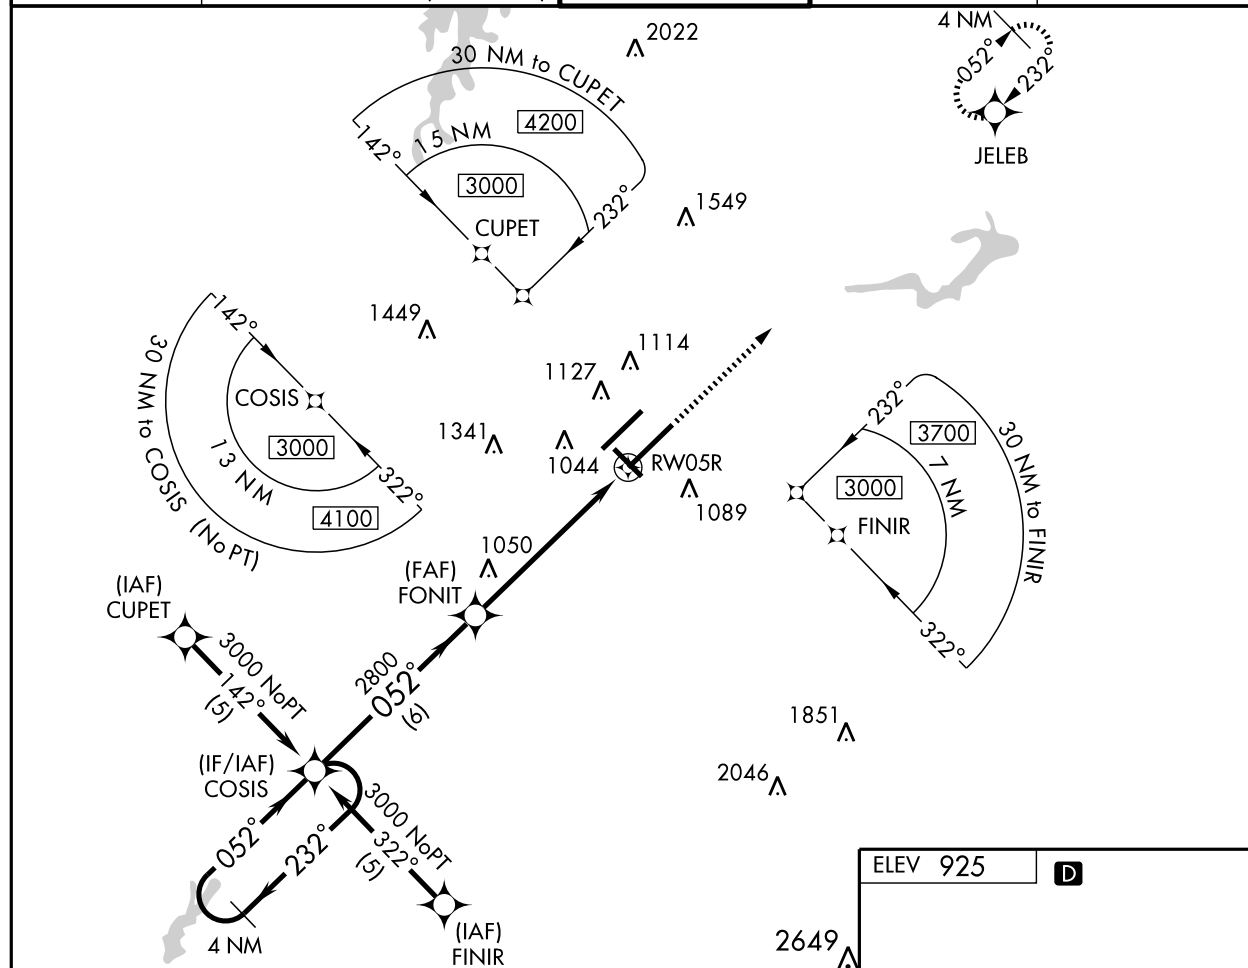 2022
4 NM
052°
232°
JELEB
30 NM to CUPET
4200
142°
15 NM
3000
232°
CUPET
1549
1449
142°
30 NM to COSIS (NoPT)
COSIS
3000
13 NM
322°
4100
1114
1127
1341
1044
RW05R
1089
232°
3700
30 NM to FINIR
7 NM
3000
FINIR
322°
1050
(FAF)
FONIT
(IAF)
CUPET
3000 NoPT
142°
(5)
2800
052°
(6)
(IF/IAF)
COSIS
3000 NoPT
322°
(5)
052°
232°
4 NM
(IAF)
FINIR
1851
2046
2649
ELEV 925
D